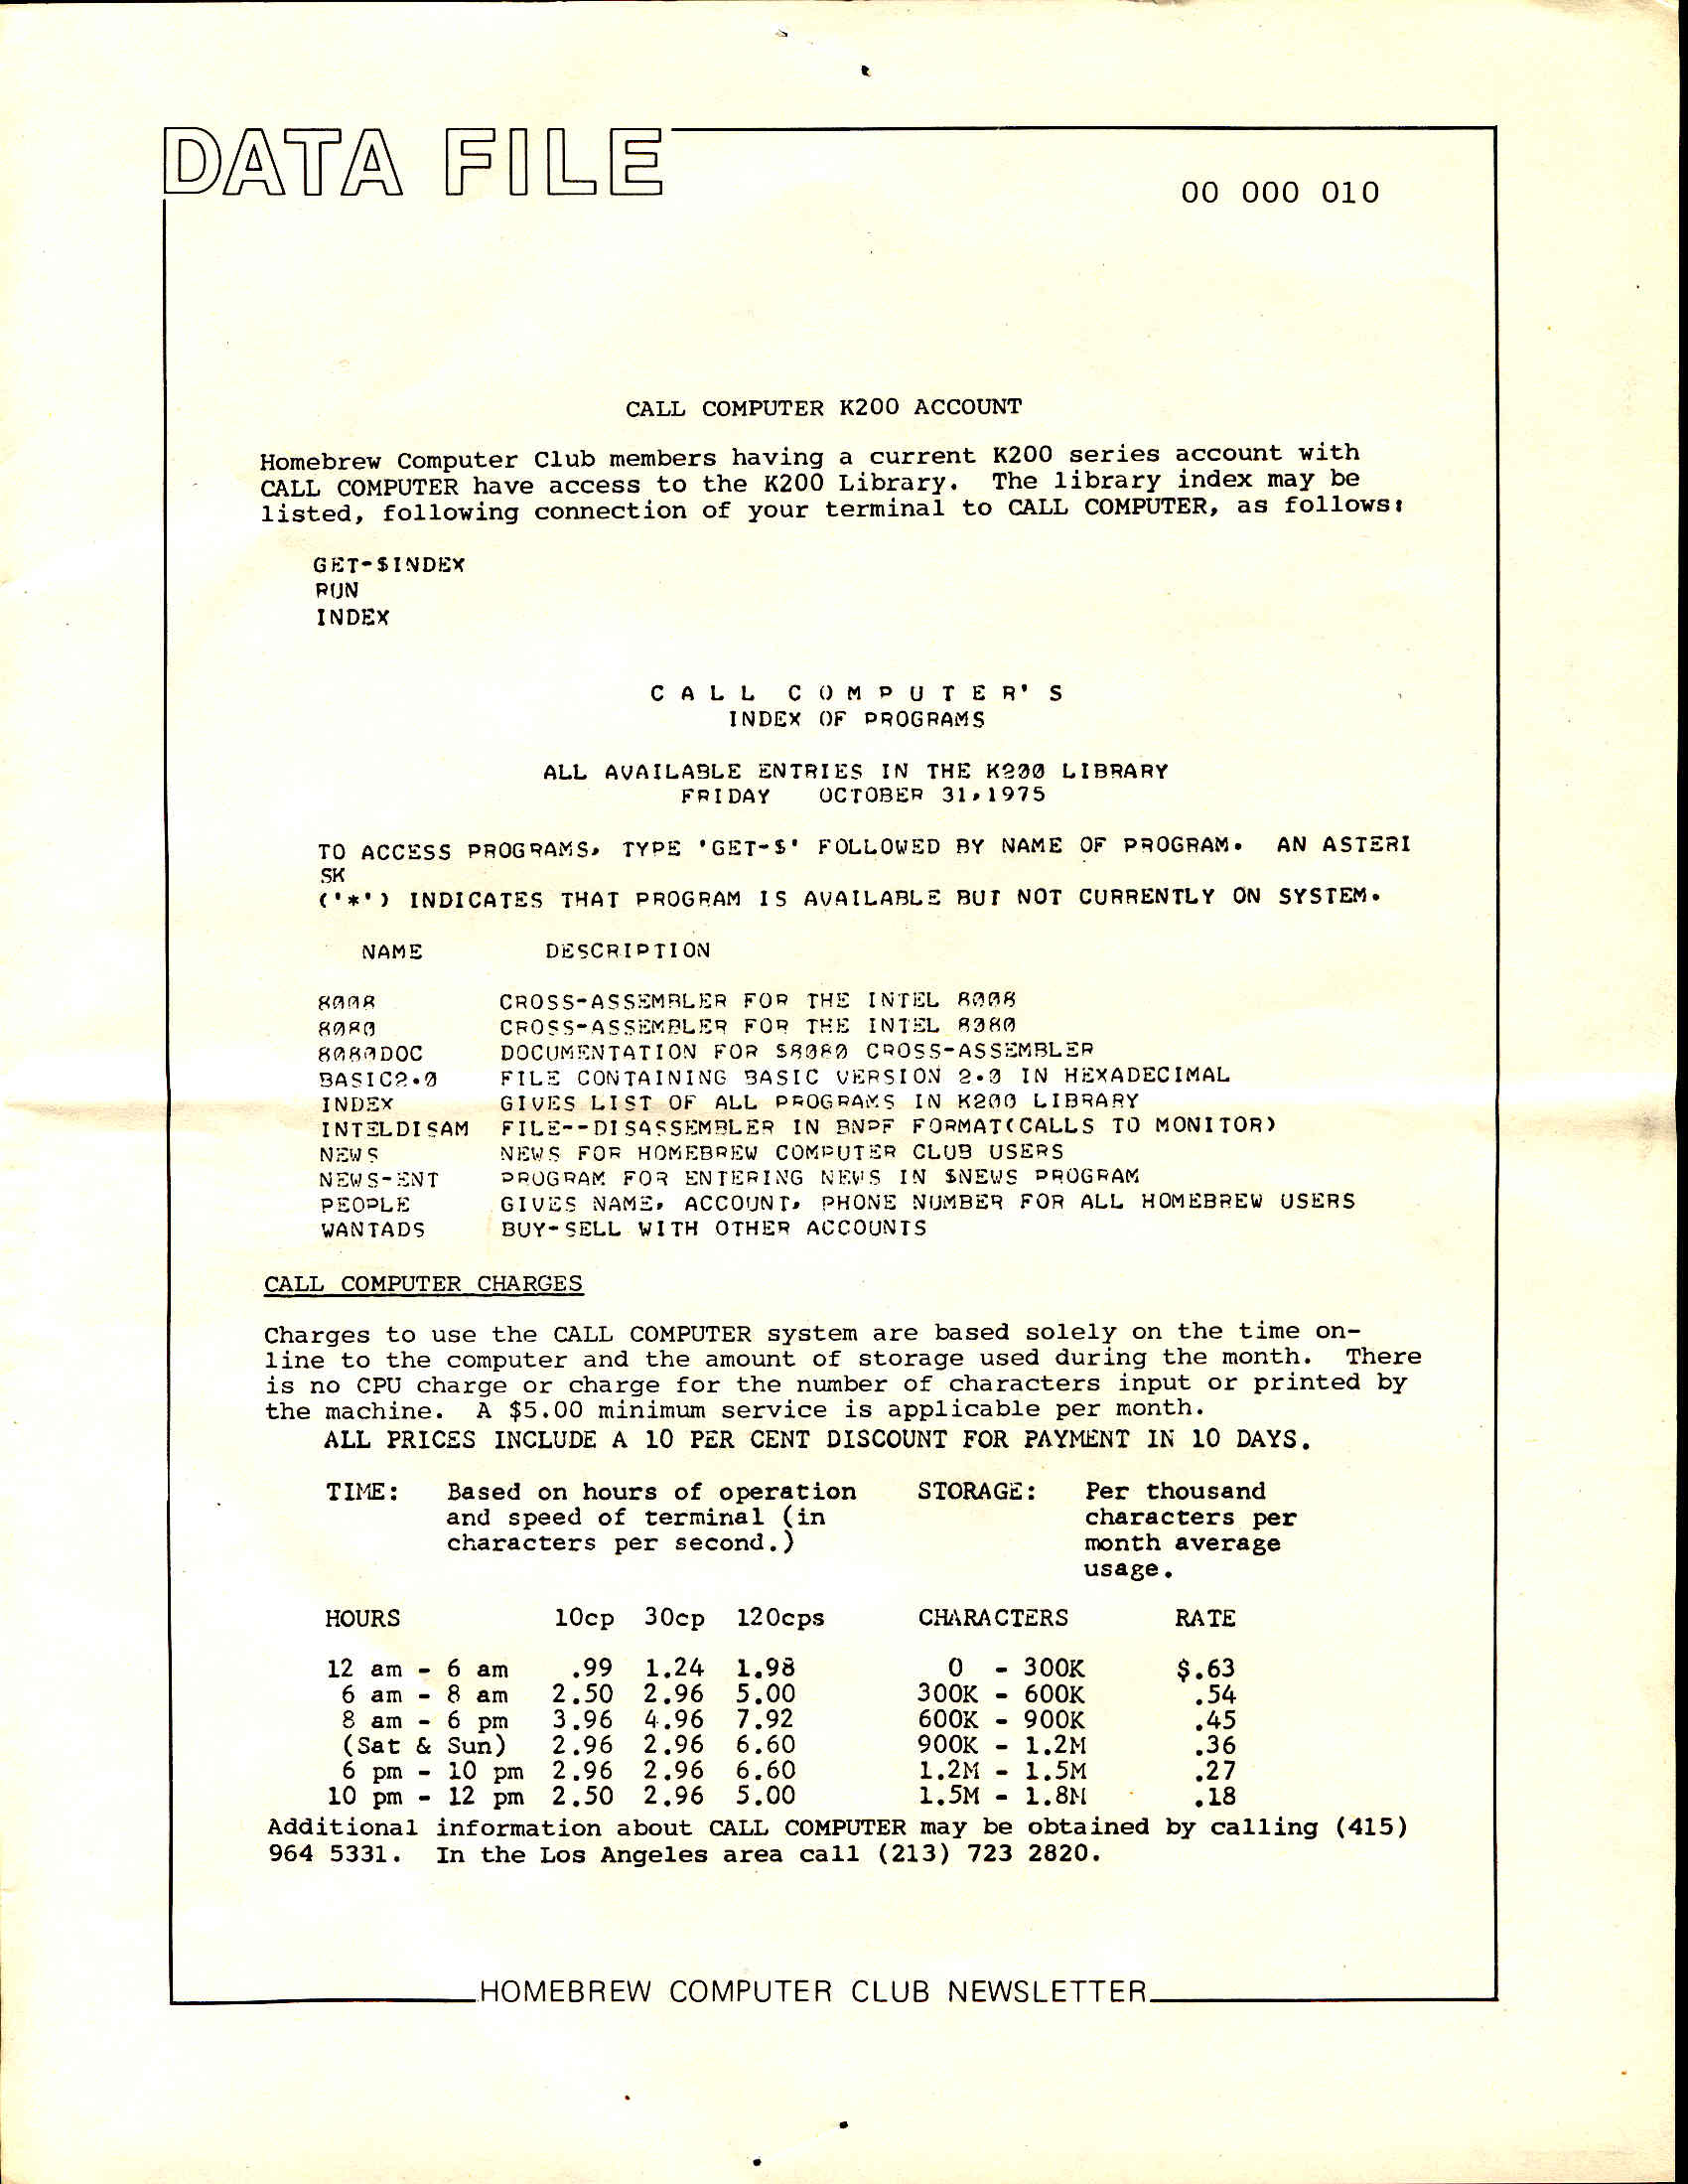 DATA FILE
00 000 010
CALL COMPUTER K200 ACCOUNT
Homebrew Computer Club members having a current K200 series account with
CALL COMPUTER have access to the K200 Library.  The library index may be
listed, following connection of your terminal to CALL COMPUTER, as follows:
GET-$INDEX
RUN
INDEX
C A L L  C O M P U T E R' S
INDEX OF PROGRAMS
ALL AVAILABLE ENTRIES IN THE K200 LIBRARY
FRIDAY   OCTOBER 31,1975
TO ACCESS PROGRAMS, TYPE 'GET-$' FOLLOWED BY NAME OF PROGRAM.  AN ASTERI
SK
('*') INDICATES THAT PROGRAM IS AVAILABLE BUT NOT CURRENTLY ON SYSTEM.
NAME        DESCRIPTION
8008        CROSS-ASSEMBLER FOR THE INTEL 8008
8080        CROSS-ASSEMBLER FOR THE INTEL 8080
8080DOC     DOCUMENTATION FOR $8080 CROSS-ASSEMBLER
BASIC2.0    FILE CONTAINING BASIC VERSION 2.0 IN HEXADECIMAL
INDEX       GIVES LIST OF ALL PROGRAMS IN K200 LIBRARY
INTELDISAM  FILE--DISASSEMBLER IN BNPF FORMAT(CALLS TO MONITOR)
NEWS        NEWS FOR HOMEBREW COMPUTER CLUB USERS
NEWS-ENT    PROGRAM FOR ENTERING NEWS IN $NEWS PROGRAM
PEOPLE      GIVES NAME, ACCOUNT, PHONE NUMBER FOR ALL HOMEBREW USERS
WANTADS     BUY-SELL WITH OTHER ACCOUNTS
CALL COMPUTER CHARGES
Charges to use the CALL COMPUTER system are based solely on the time on-
line to the computer and the amount of storage used during the month.  There
is no CPU charge or charge for the number of characters input or printed by
the machine.  A $5.00 minimum service is applicable per month.
ALL PRICES INCLUDE A 10 PER CENT DISCOUNT FOR PAYMENT IN 10 DAYS.
TIME:   Based on hours of operation    STORAGE:   Per thousand
and speed of terminal (in    characters per
characters per second.)    month average
usage.
HOURS    10cp  30cp  120cps    CHARACTERS    RATE
12 am - 6 am    .99  1.24  1.98    0  - 300K    $.63
6 am - 8 am   2.50  2.96  5.00    300K - 600K    .54
8 am - 6 pm   3.96  4.96  7.92    600K - 900K    .45
(Sat & Sun)   2.96  2.96  6.60    900K - 1.2M    .36
6 pm - 10 pm  2.96  2.96  6.60    1.2M - 1.5M    .27
10 pm - 12 pm  2.50  2.96  5.00    1.5M - 1.8M    .18
Additional information about CALL COMPUTER may be obtained by calling (415)
964 5331.  In the Los Angeles area call (213) 723 2820.
HOMEBREW COMPUTER CLUB NEWSLETTER